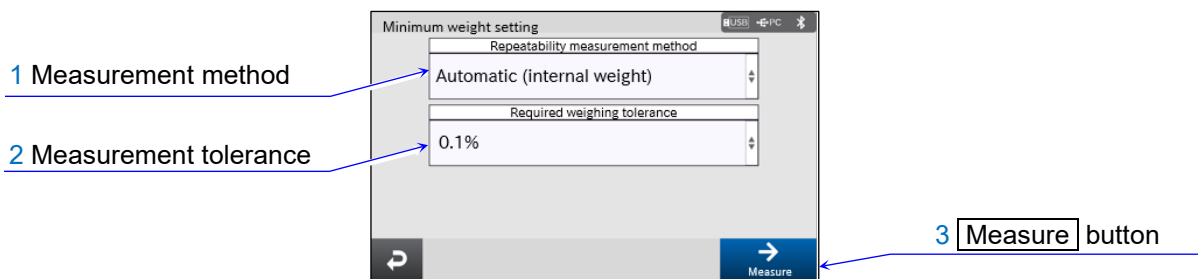 Minimum weight setting
USB PC
Repeatability measurement method
1 Measurement method
Automatic (internal weight)
Required weighing tolerance
2 Measurement tolerance
0.1%
3 Measure button
Measure